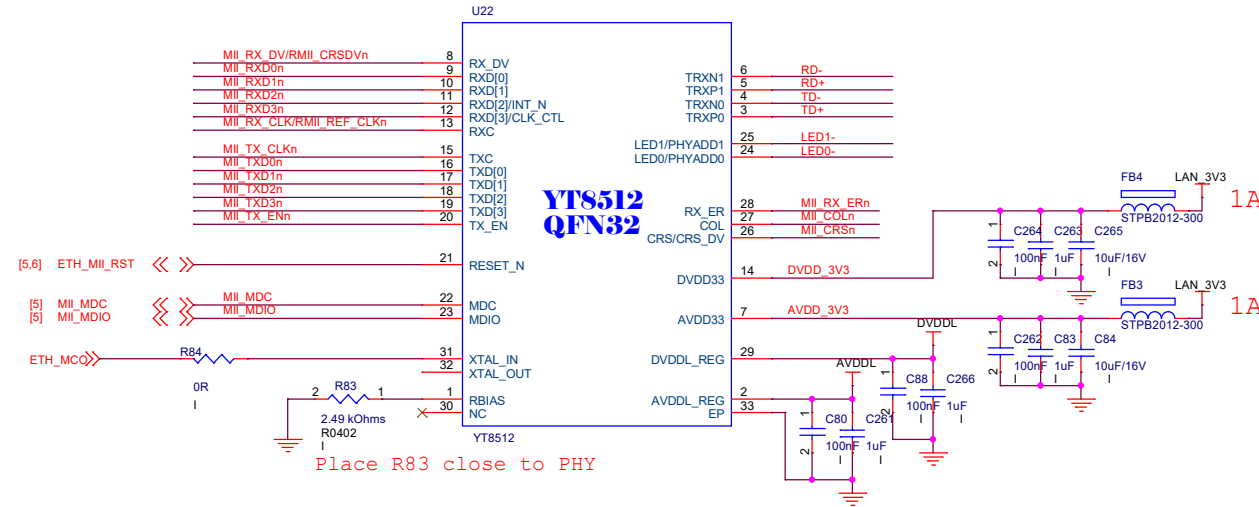 U22
MII_RX_DV/RMII_CRSDVn 8 RX_DV
MII_RXD0n 9 RXD[0]
MII_RXD1n 10 RXD[1]
MII_RXD2n 11 RXD[2]/INT_N
MII_RXD3n 12 RXD[3]/CLK_CTL
MII_RX_CLK/RMII_REF_CLKn 13 RXC
MII_TX_CLKn 15 TXC
MII_TXD0n 16 TXD[0]
MII_TXD1n 17 TXD[1]
MII_TXD2n 18 TXD[2]
MII_TXD3n 19 TXD[3]
MII_TX_ENn 20 TX_EN
[5,6] ETH_MII_RST 21 RESET_N
[5] MII_MDC MII_MDC 22 MDC
[5] MII_MDIO MII_MDIO 23 MDIO
ETH_MCO R84 31 XTAL_IN
32 XTAL_OUT
0R
I
2 R83 1 1 RBIAS
30 NC
2.49 kOhms
R0402
I
Place R83 close to PHY
YT8512
QFN32
YT8512
TRXN1 6 RD-
TRXP1 5 RD+
TRXN0 4 TD-
TRXP0 3 TD+
LED1/PHYADD1 25 LED1-
LED0/PHYADD0 24 LED0-
RX_ER 28 MII_RX_ERn
COL 27 MII_COLn
CRS/CRS_DV 26 MII_CRSn
DVDD33 14 DVDD_3V3
AVDD33 7 AVDD_3V3
DVDDL_REG 29 DVDDL
AVDDL_REG 2 AVDDL
EP 33
FB4 LAN_3V3
1A
STPB2012-300
1 C264 C263 C265
2 100nF 1uF 10uF/16V
I I I
FB3 LAN_3V3
1A
STPB2012-300
1 C262 C83 C84
2 100nF 1uF 10uF/16V
I I I
1 C88 C266
2 100nF 1uF
I I
1 C80 C261
2 100nF 1uF
I I